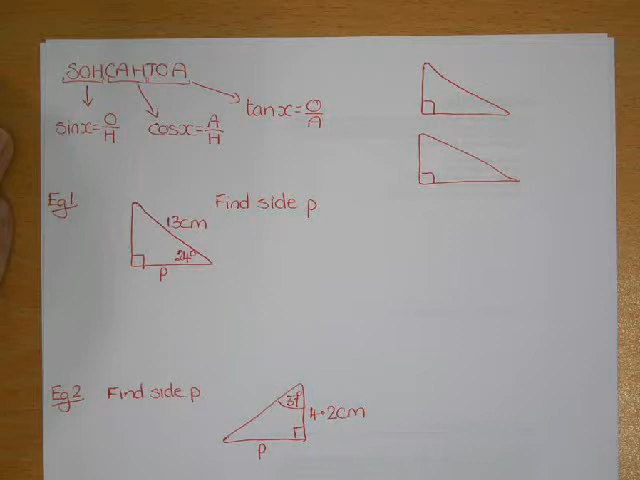 SOHCAHTOA
sinx=O/H
cosx=A/H
tanx=O/A
Eg1
Find side p
13cm
24°
p
Eg2 Find side p
4.2cm
p